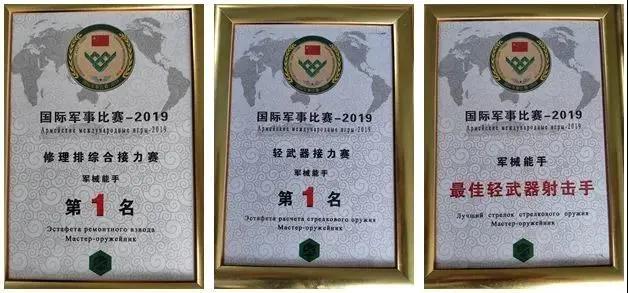 国际军事比赛-2019
Армейские международные игры-2019
修理排综合接力赛
军械能手
第1名
Эстафета ремонтного взвода
Мастер-оружейник
国际军事比赛-2019
Армейские международные игры-2019
轻武器接力赛
军械能手
第1名
Эстафета расчета стрелкового оружия
Мастер-оружейник
国际军事比赛-2019
Армейские международные игры-2019
军械能手
最佳轻武器射击手
Лучший стрелок стрелкового оружия
Мастер-оружейник